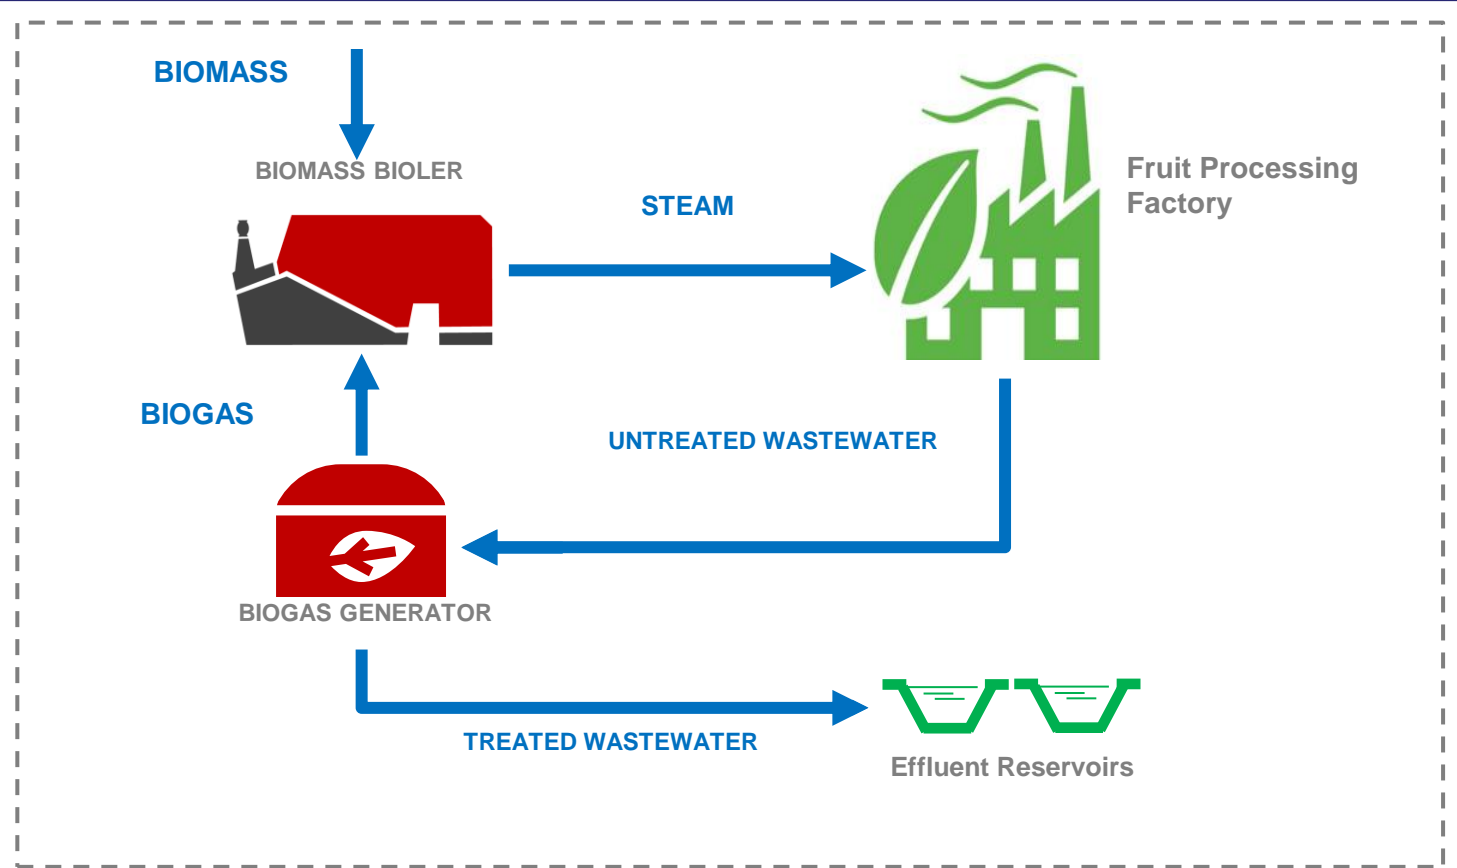 BIOMASS
BIOMASS BIOLER
STEAM
Fruit Processing
Factory
BIOGAS
UNTREATED WASTEWATER
BIOGAS GENERATOR
TREATED WASTEWATER
Effluent Reservoirs